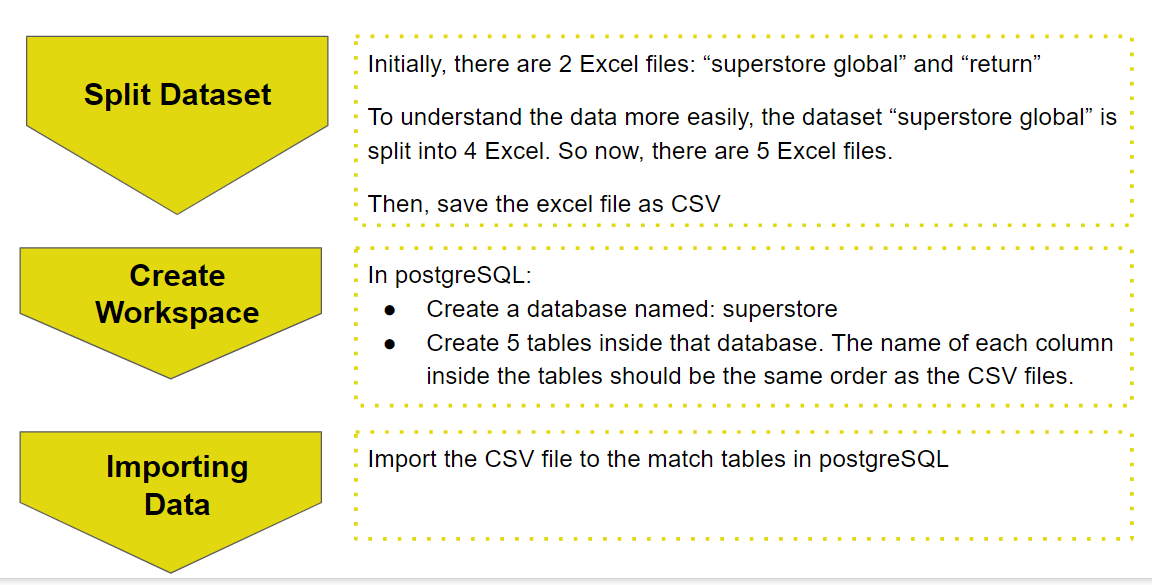 Split Dataset
Initially, there are 2 Excel files: “superstore global” and “return”
To understand the data more easily, the dataset “superstore global” is
split into 4 Excel. So now, there are 5 Excel files.
Then, save the excel file as CSV
Create
Workspace
In postgreSQL:
● Create a database named: superstore
● Create 5 tables inside that database. The name of each column
inside the tables should be the same order as the CSV files.
Importing
Data
Import the CSV file to the match tables in postgreSQL